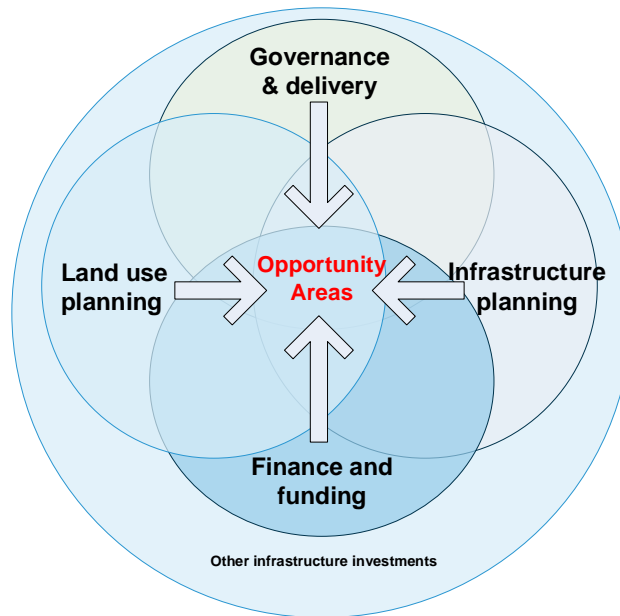 Governance
& delivery
Land use
planning
Opportunity
Areas
Infrastructure
planning
Finance and
funding
Other infrastructure investments